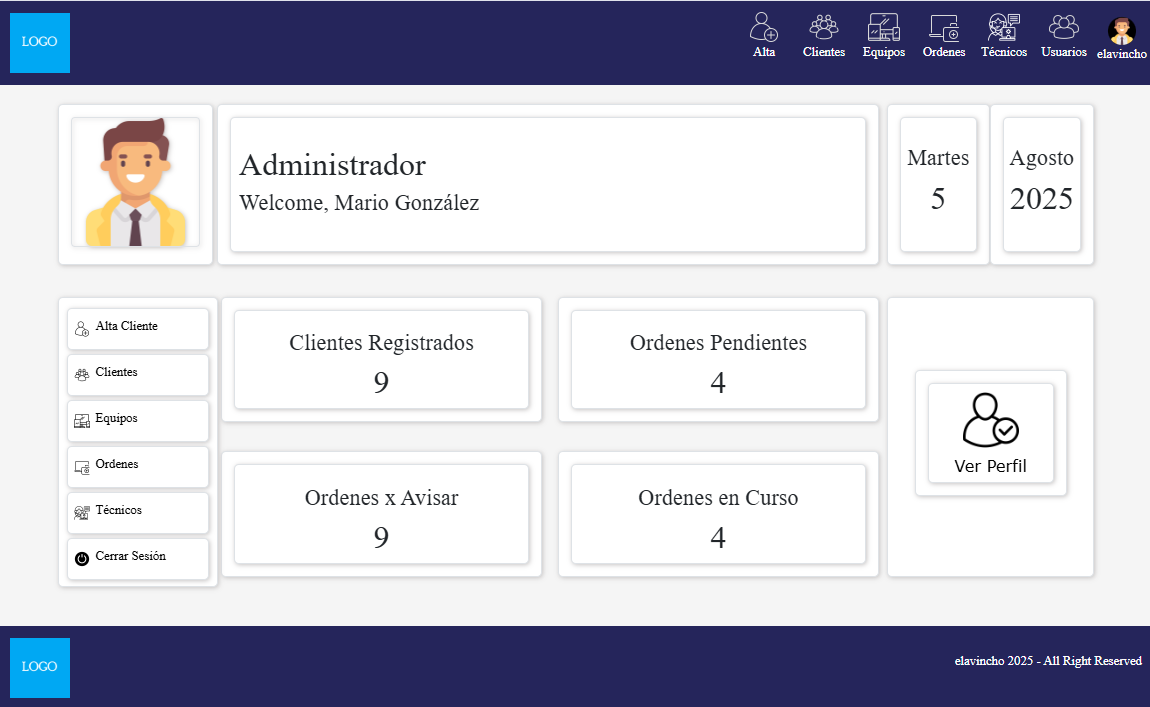 LOGO
Alta
Clientes
Equipos
Ordenes
Técnicos
Usuarios
elavincho
Administrador
Welcome, Mario González
Martes
5
Agosto
2025
Alta Cliente
Clientes
Equipos
Ordenes
Técnicos
Cerrar Sesión
Clientes Registrados
9
Ordenes Pendientes
4
Ordenes x Avisar
9
Ordenes en Curso
4
Ver Perfil
LOGO
elavincho 2025 - All Right Reserved